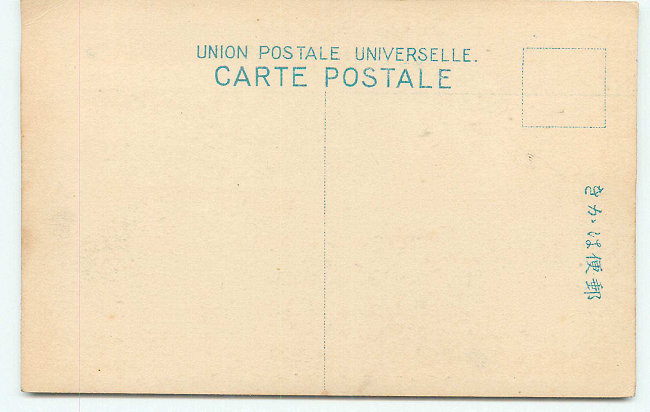 UNION POSTALE UNIVERSELLE.
CARTE POSTALE
きかは便郵